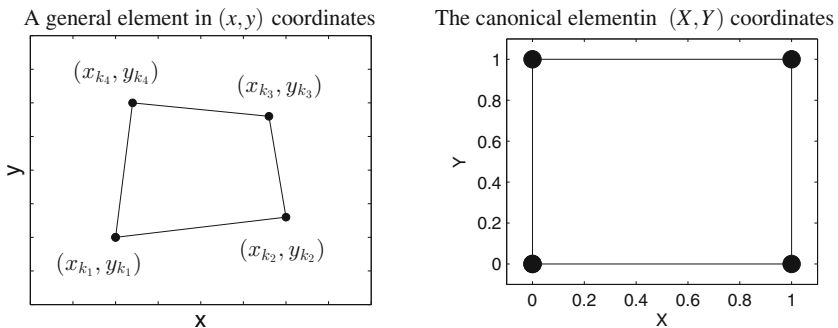 A general element in (x,y) coordinates
(x_{k_4}, y_{k_4})
(x_{k_3}, y_{k_3})
y
(x_{k_1}, y_{k_1})
(x_{k_2}, y_{k_2})
x
The canonical elementin (X,Y) coordinates
1
0.8
0.6
Y
0.4
0.2
0
0 0.2 0.4 0.6 0.8 1
X